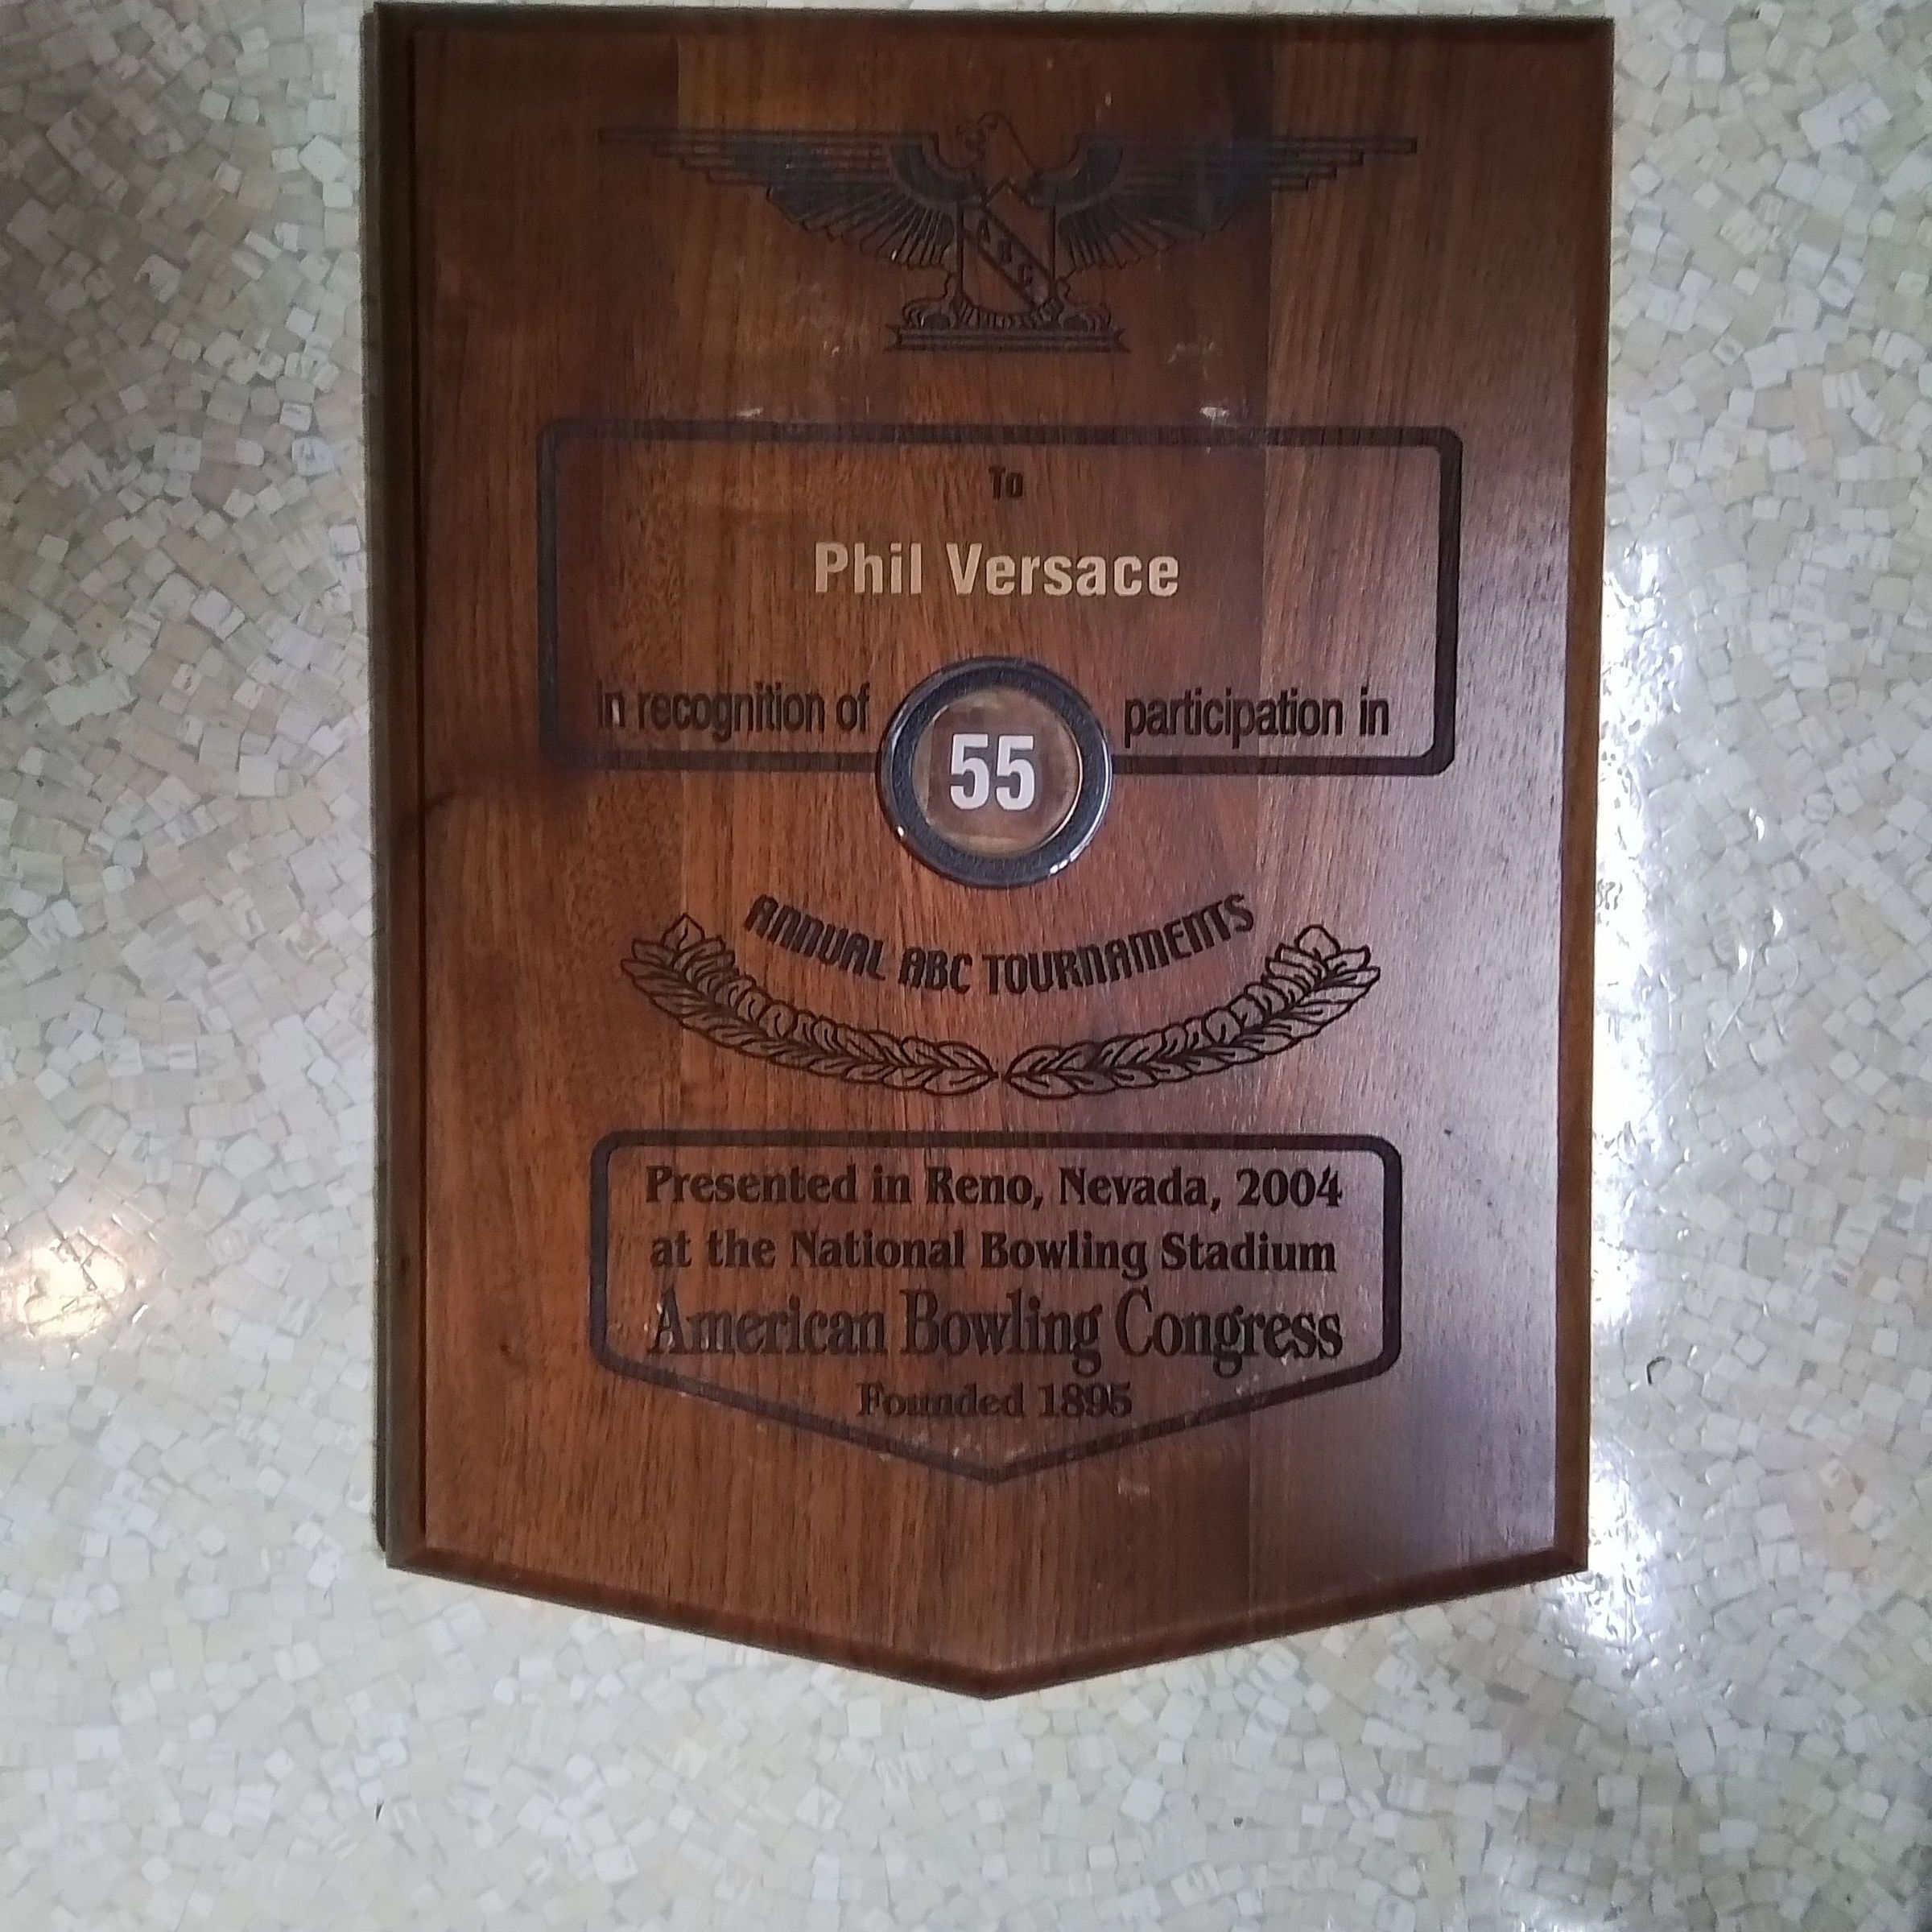 ABC
To
Phil Versace
in recognition of 55 participation in
ANNUAL ABC TOURNAMENTS
Presented in Reno, Nevada, 2004
at the National Bowling Stadium
American Bowling Congress
Founded 1895